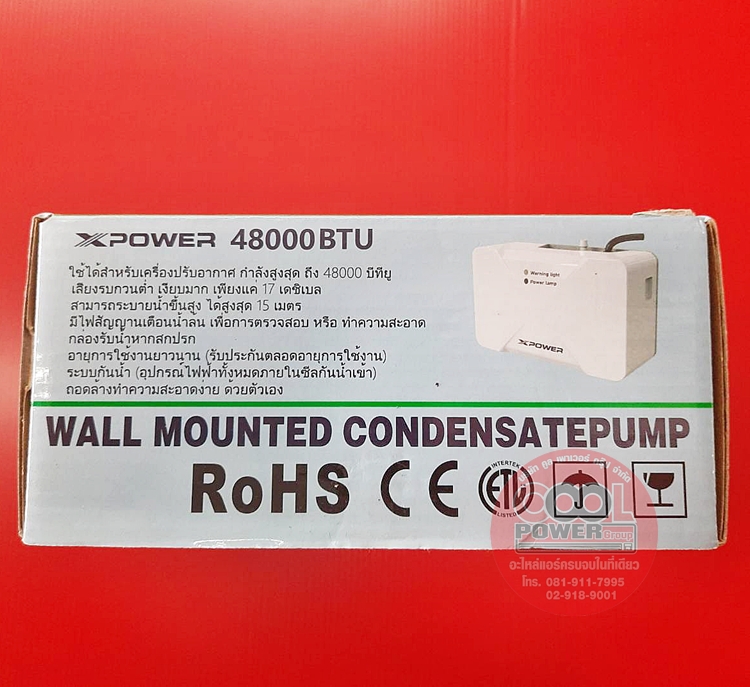 XPOWER 48000BTU
ใช้ได้สำหรับเครื่องปรับอากาศ กำลังสูงสุด ถึง 48000 บีทียู
เสียงรบกวนต่ำ เงียบมาก เพียงแค่ 17 เดซิเบล
สามารถระบายน้ำขึ้นสูง ได้สูงสุด 15 เมตร
มีไฟสัญญาณเตือนน้ำล้น เพื่อการตรวจสอบ หรือ ทำความสะอาด
กล่องรับน้ำหากสกปรก
อายุการใช้งานยาวนาน (รับประกันตลอดอายุการใช้งาน)
ระบบกันน้ำ (อุปกรณ์ไฟฟ้าทั้งหมดภายในซีลกันน้ำเข้า)
ถอดล้างทำความสะอาดง่าย ด้วยตัวเอง
Warning light
Power lamp
XPOWER
WALL MOUNTED CONDENSATEPUMP
RoHS CE
INTERTEK
ETL
LISTED
COOL
POWER Group
อะไหล่แอร์ครบจบในที่เดียว
โทร. 081-911-7995
02-918-9001